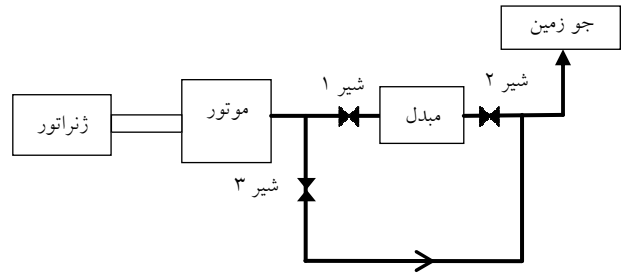 جو زمین
شیر ۲
شیر ۱
مبدل
موتور
ژنراتور
شیر ۳